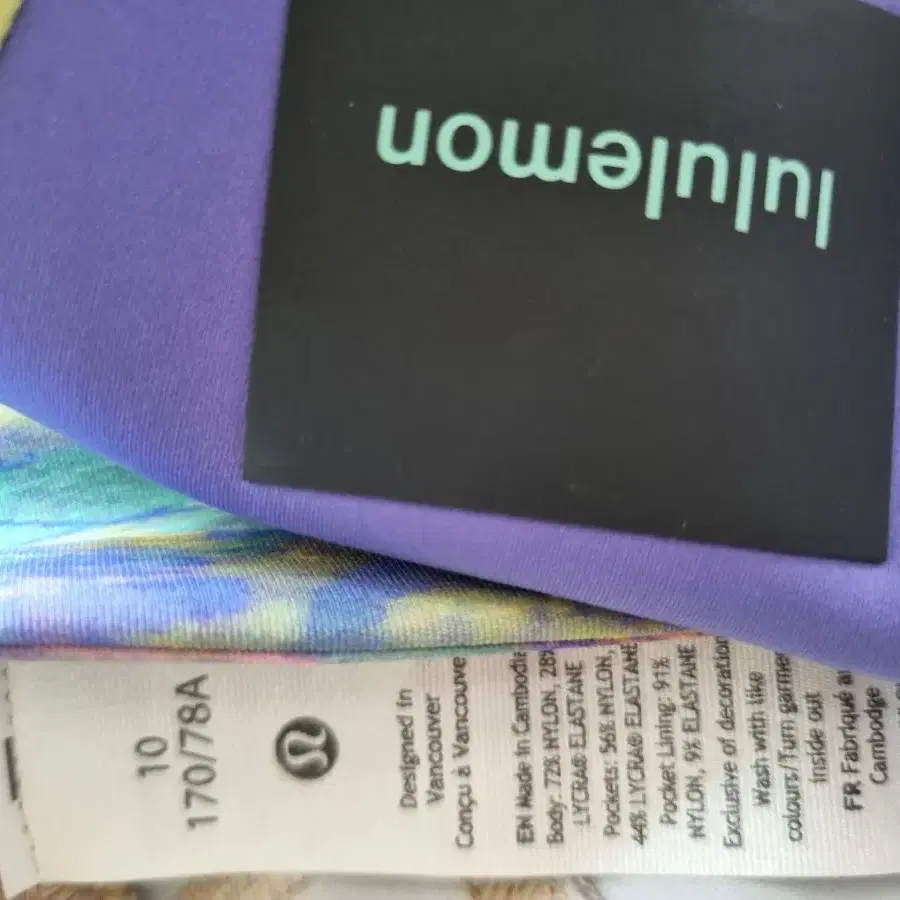 lululemon
10
170/78A
Designed in
Vancouver
Conçu à Vancouve
EN Made in Cambodia
Body: 72% NYLON, 28%
LYCRA® ELASTANE
Pockets: 56% NYLON,
44% LYCRA® ELASTANE
Pocket Lining: 91%
NYLON, 9% ELASTANE
Exclusive of decoration
Wash with like
colours/Turn garme
inside out
FR Fabriqué a
Cambodge